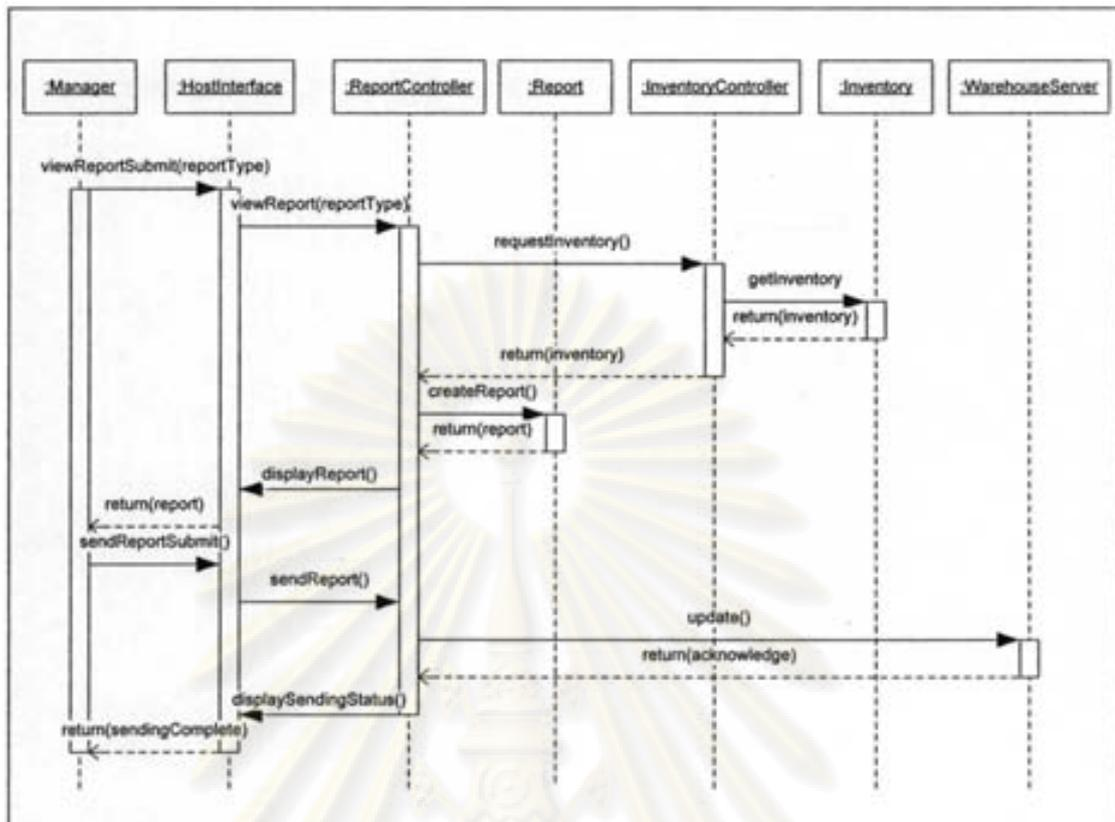 :Manager
:HostInterface
:ReportController
:Report
:InventoryController
:Inventory
:WarehouseServer
viewReportSubmit(reportType)
viewReport(reportType)
requestInventory()
getInventory
return(inventory)
return(inventory)
createReport()
return(report)
displayReport()
return(report)
sendReportSubmit()
sendReport()
update()
return(acknowledge)
displaySendingStatus()
return(sendingComplete)